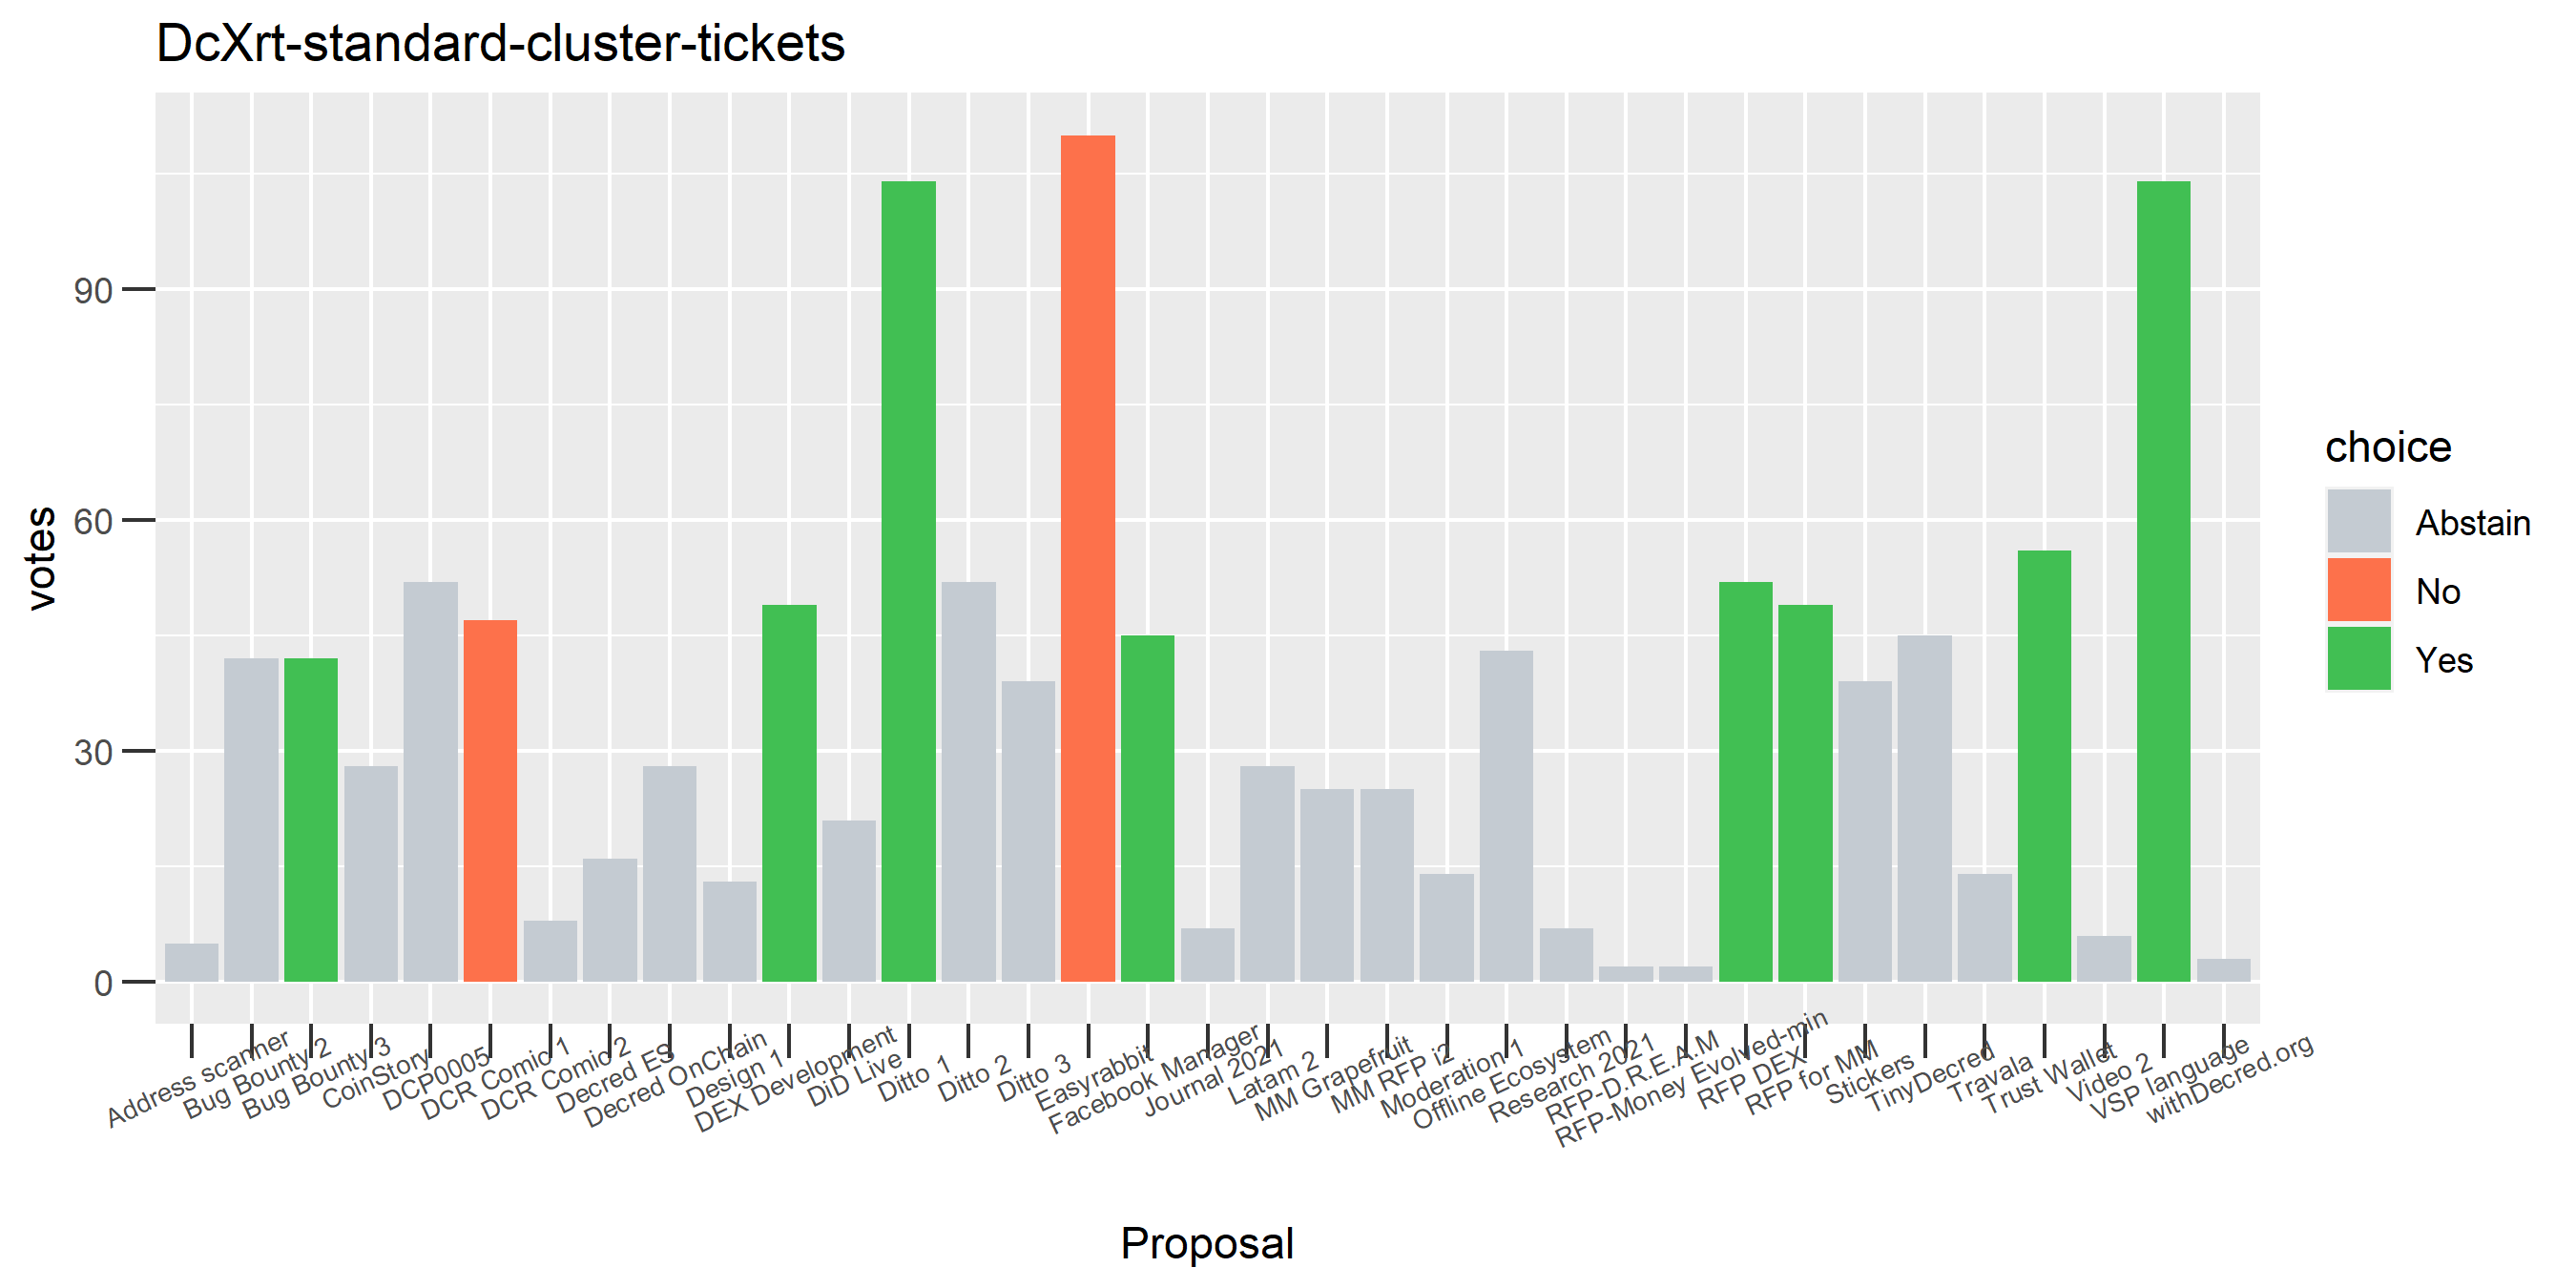 DcXrt-standard-cluster-tickets
votes
90
60
30
0
Address scanner
Bug Bounty 2
Bug Bounty 3
CoinStory
DCP0005
DCR Comic 1
DCR Comic 2
Decred ES
Decred OnChain
Design 1
DEX Development
DiD Live
Ditto 1
Ditto 2
Ditto 3
Easyrabbit
Facebook Manager
Journal 2021
Latam 2
MM Grapefruit
MM RFP i2
Moderation 1
Offline Ecosystem
Research 2021
RFP-D.R.E.A.M
RFP-Money Evolved-min
RFP DEX
RFP for MM
Stickers
TinyDecred
Travala
Trust Wallet
Video 2
VSP language
withDecred.org
Proposal
choice
Abstain
No
Yes